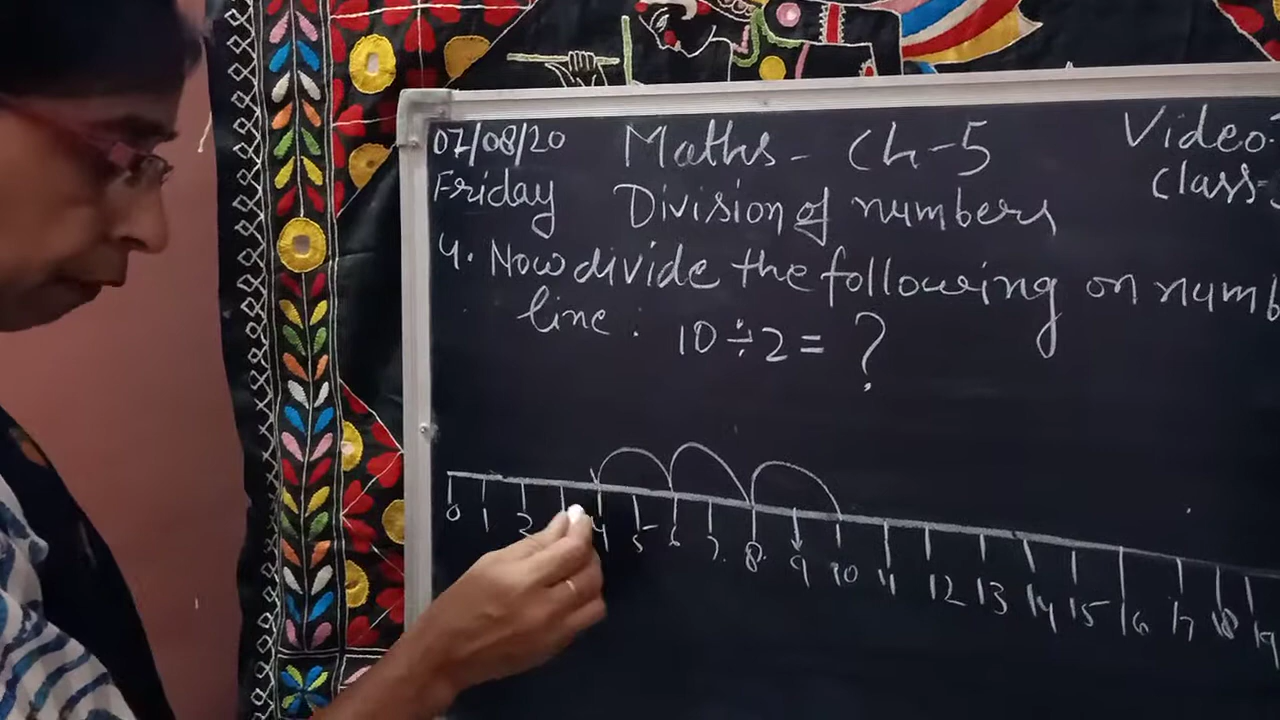 07/08/20 Maths - Ch-5 Video
Friday Division of numbers Class-
4. Now divide the following on numb
line: 10÷2= ?
0 1 2 4 5 6 7 8 9 10 11 12 13 14 15 16 17 18 19